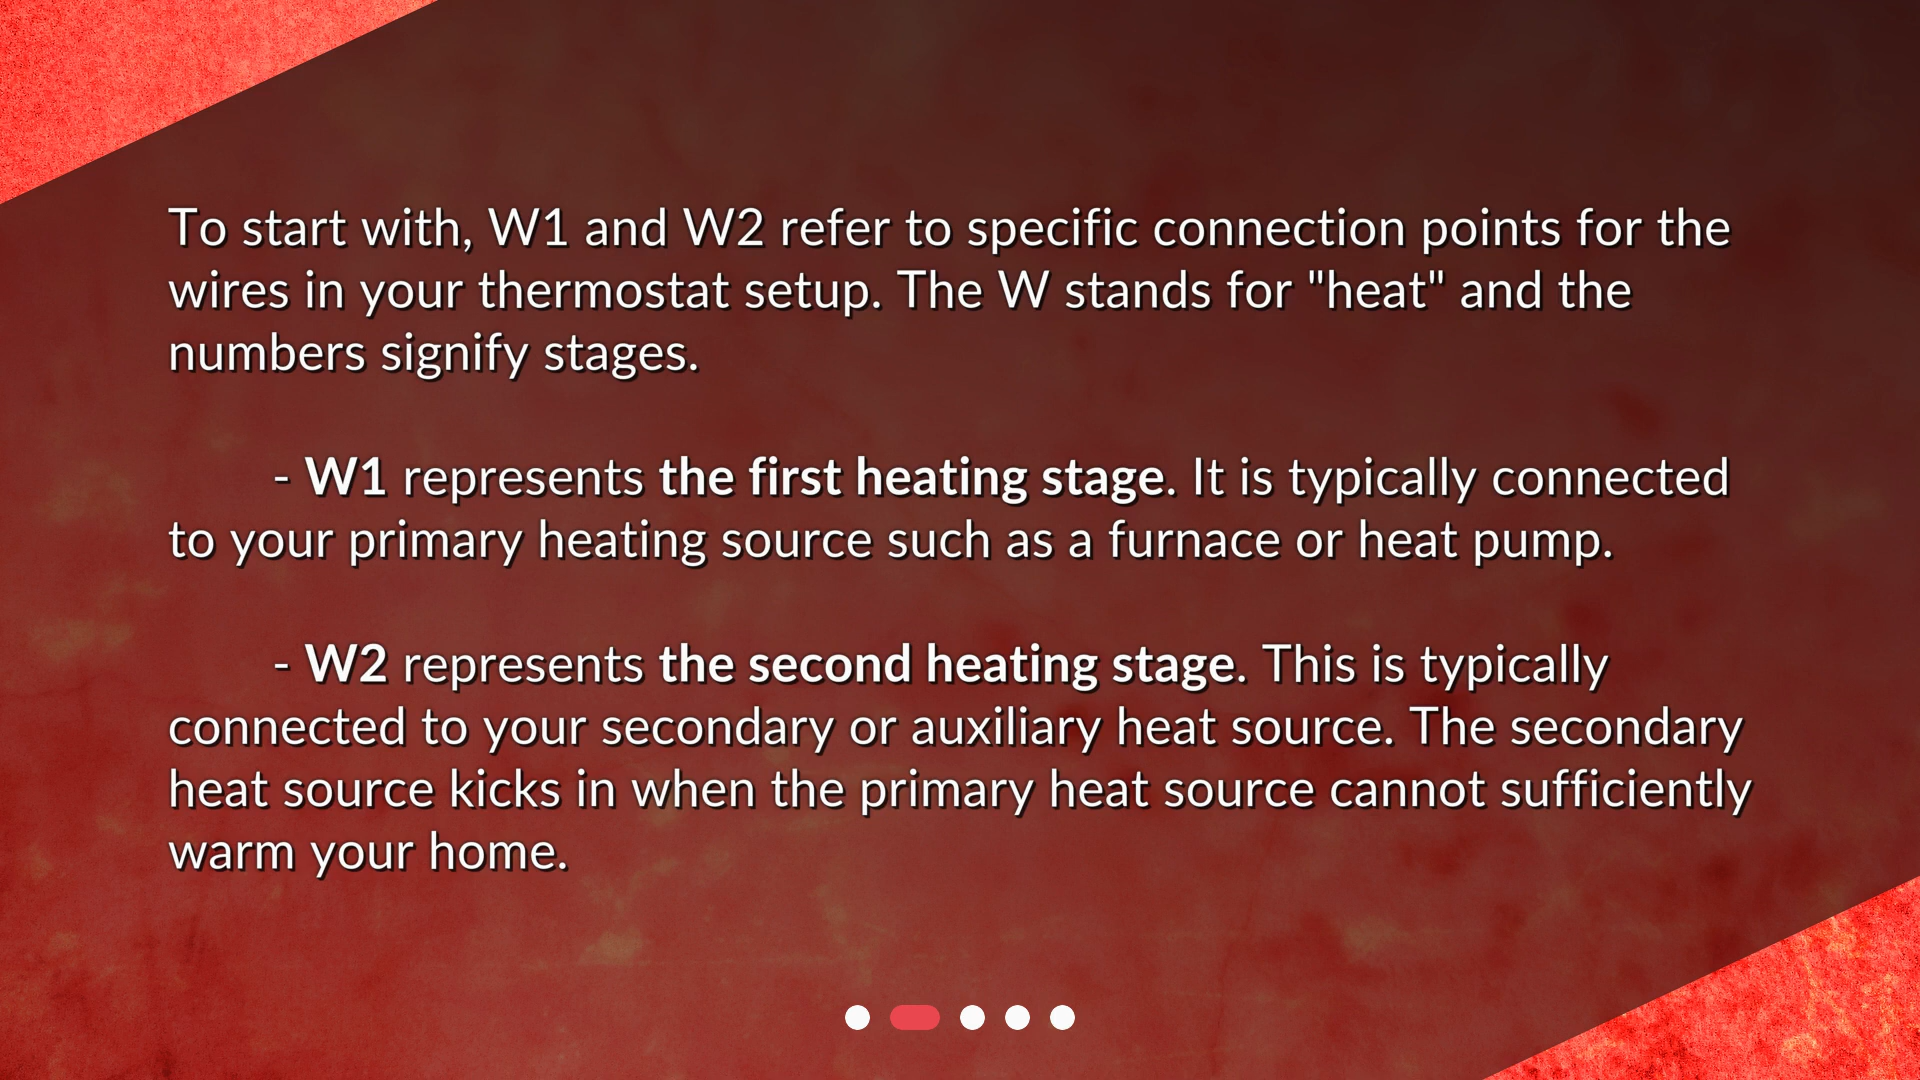 To start with, W1 and W2 refer to specific connection points for the
wires in your thermostat setup. The W stands for "heat" and the
numbers signify stages.
- W1 represents the first heating stage. It is typically connected
to your primary heating source such as a furnace or heat pump.
- W2 represents the second heating stage. This is typically
connected to your secondary or auxiliary heat source. The secondary
heat source kicks in when the primary heat source cannot sufficiently
warm your home.